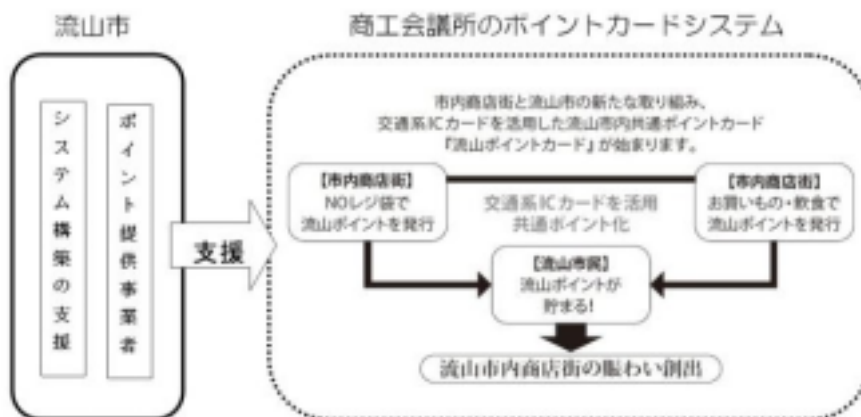 流山市
システム構築の支援
ポイント提供事業者
支援
商工会議所のポイントカードシステム
市内商店街と流山市の新たな取り組み、
交通系ICカードを活用した流山市内共通ポイントカード
『流山ポイントカード』が始まります。
【市内商店街】
NOレジ袋で
流山ポイントを発行
交通系ICカードを活用
共通ポイント化
【市内商店街】
お買いもの・飲食で
流山ポイントを発行
【流山市民】
流山ポイントが
貯まる!
流山市内商店街の賑わい創出